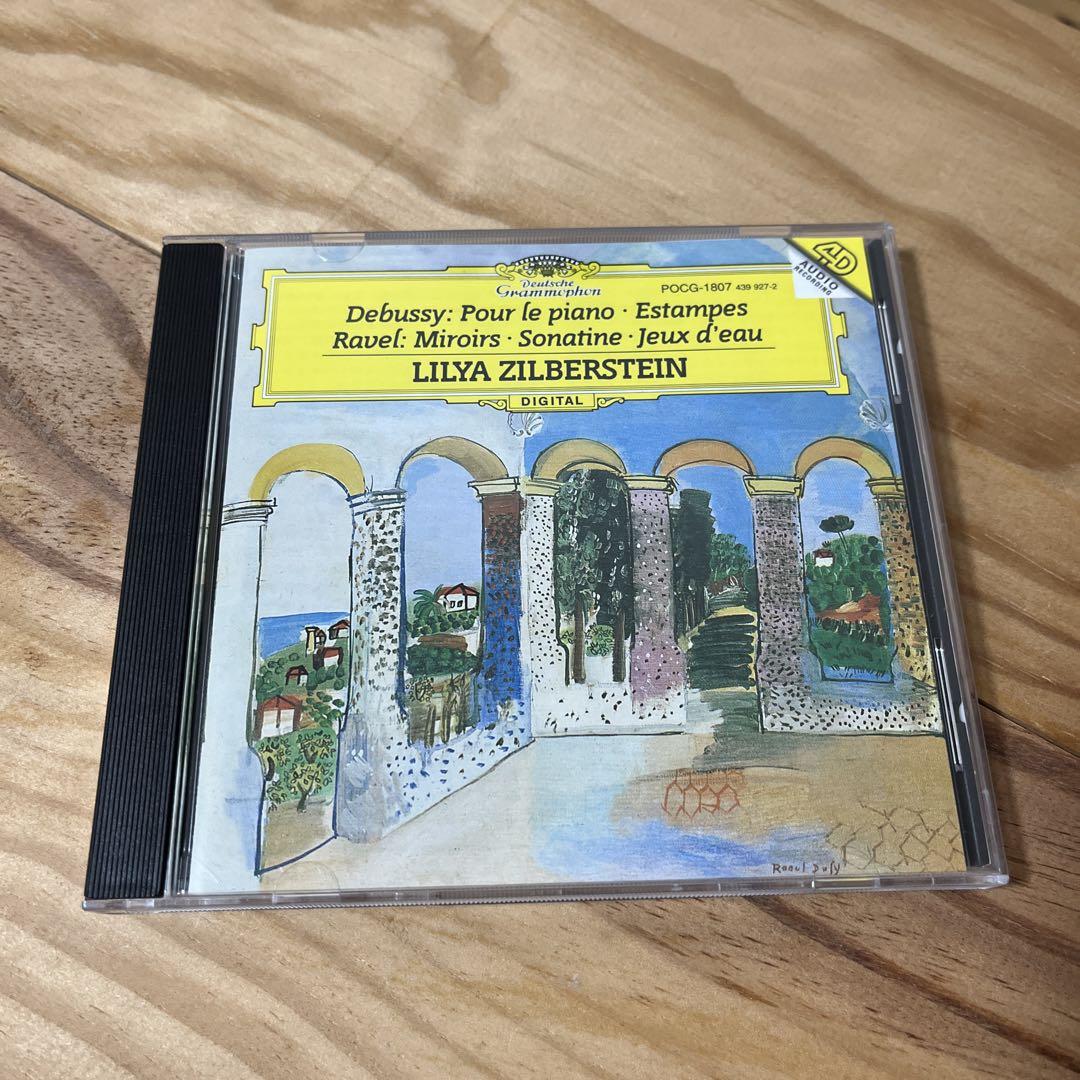 4D
AUDIO
RECORDING
Deutsche
Grammophon
POCG-1807 439 927-2
Debussy: Pour le piano · Estampes
Ravel: Miroirs · Sonatine · Jeux d'eau
LILYA ZILBERSTEIN
DIGITAL
Raoul Dufy